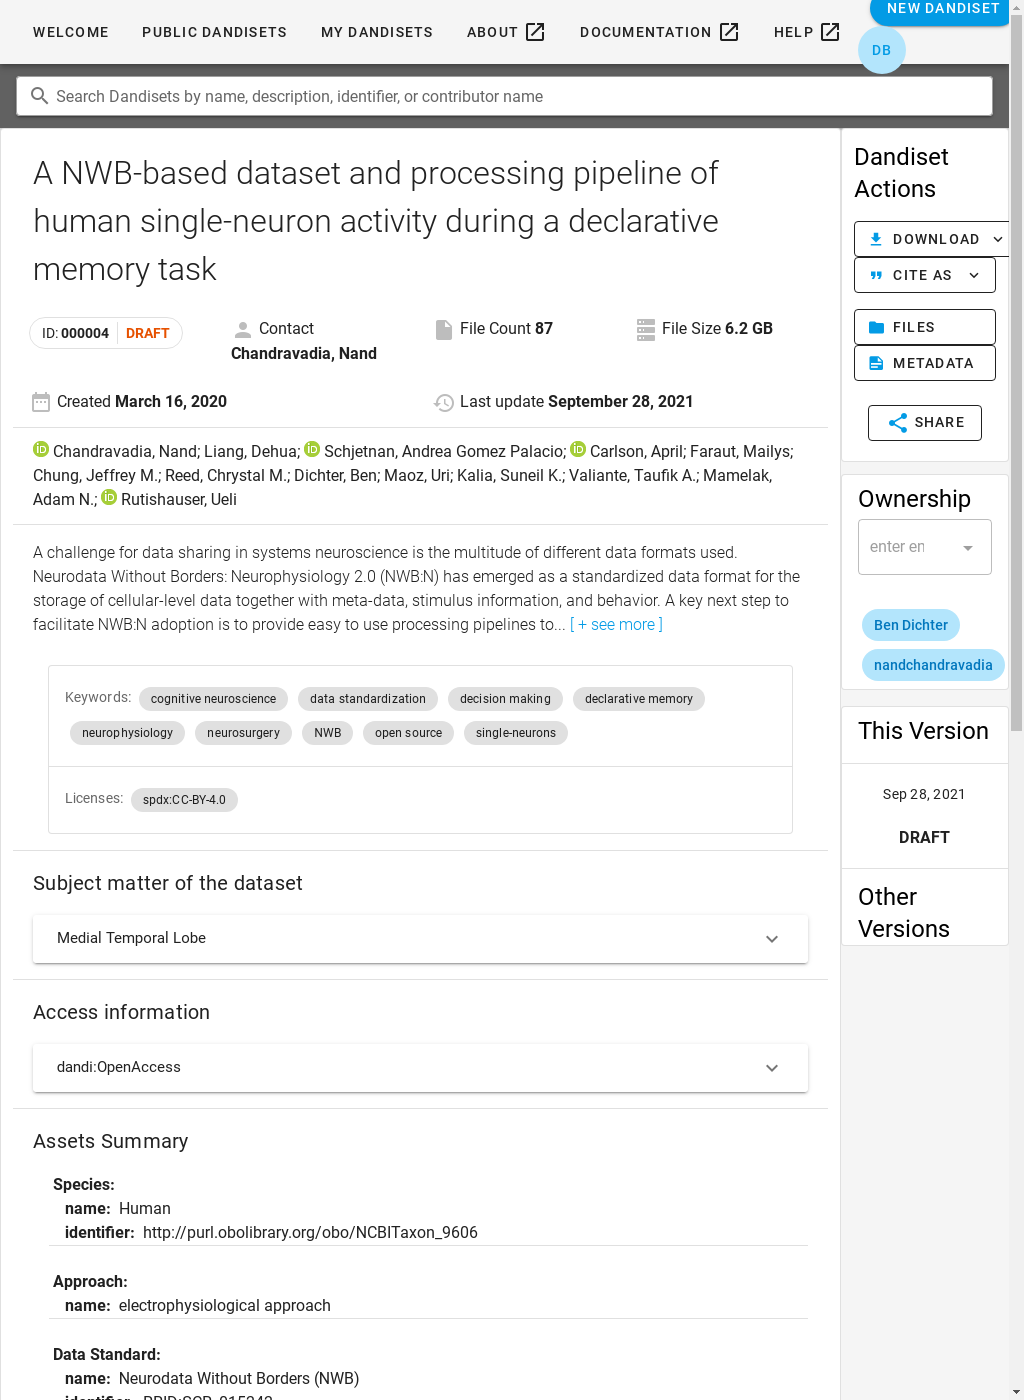 NEW DANDISET
WELCOME PUBLIC DANDISETS MY DANDISETS ABOUT DOCUMENTATION HELP
DB
Search Dandisets by name, description, identifier, or contributor name
A NWB-based dataset and processing pipeline of
human single-neuron activity during a declarative
memory task
ID: 000004 DRAFT
Contact
Chandravadia, Nand
File Count 87
File Size 6.2 GB
Created March 16, 2020
Last update September 28, 2021
Chandravadia, Nand; Liang, Dehua; Schjetnan, Andrea Gomez Palacio; Carlson, April; Faraut, Mailys;
Chung, Jeffrey M.; Reed, Chrystal M.; Dichter, Ben; Maoz, Uri; Kalia, Suneil K.; Valiante, Taufik A.; Mamelak,
Adam N.; Rutishauser, Ueli
A challenge for data sharing in systems neuroscience is the multitude of different data formats used.
Neurodata Without Borders: Neurophysiology 2.0 (NWB:N) has emerged as a standardized data format for the
storage of cellular-level data together with meta-data, stimulus information, and behavior. A key next step to
facilitate NWB:N adoption is to provide easy to use processing pipelines to... [ + see more ]
Keywords: cognitive neuroscience data standardization decision making declarative memory
neurophysiology neurosurgery NWB open source single-neurons
Licenses: spdx:CC-BY-4.0
Subject matter of the dataset
Medial Temporal Lobe
Access information
dandi:OpenAccess
Assets Summary
Species:
name: Human
identifier: http://purl.obolibrary.org/obo/NCBITaxon_9606
Approach:
name: electrophysiological approach
Data Standard:
name: Neurodata Without Borders (NWB)
Dandiset
Actions
DOWNLOAD
CITE AS
FILES
METADATA
SHARE
Ownership
enter en
Ben Dichter
nandchandravadia
This Version
Sep 28, 2021
DRAFT
Other
Versions